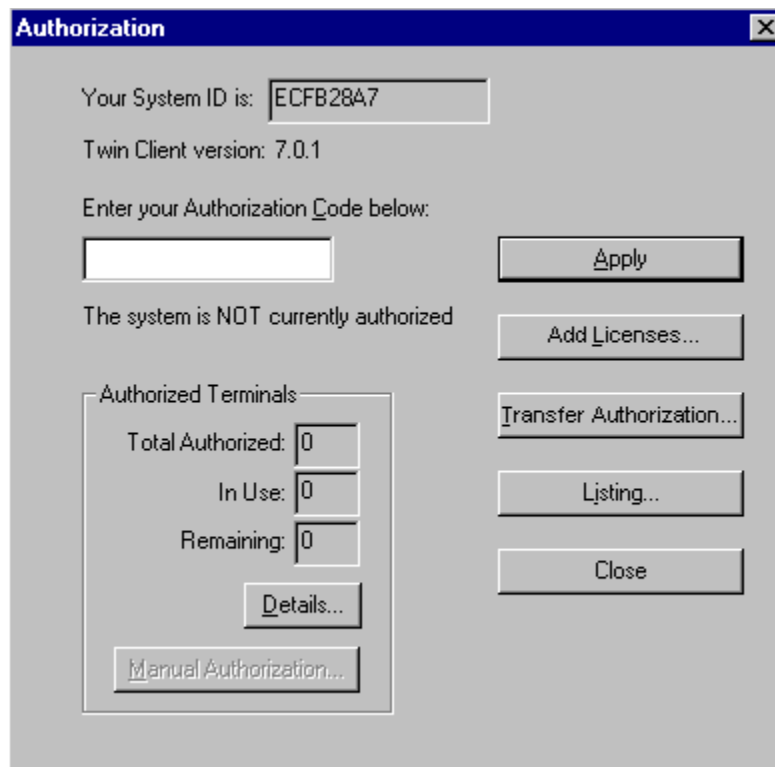 Authorization
Your System ID is: ECFB28A7
Twin Client version: 7.0.1
Enter your Authorization Code below:
Apply
The system is NOT currently authorized
Add Licenses...
Authorized Terminals
Transfer Authorization...
Total Authorized: 0
In Use: 0
Listing...
Remaining: 0
Close
Details...
Manual Authorization...